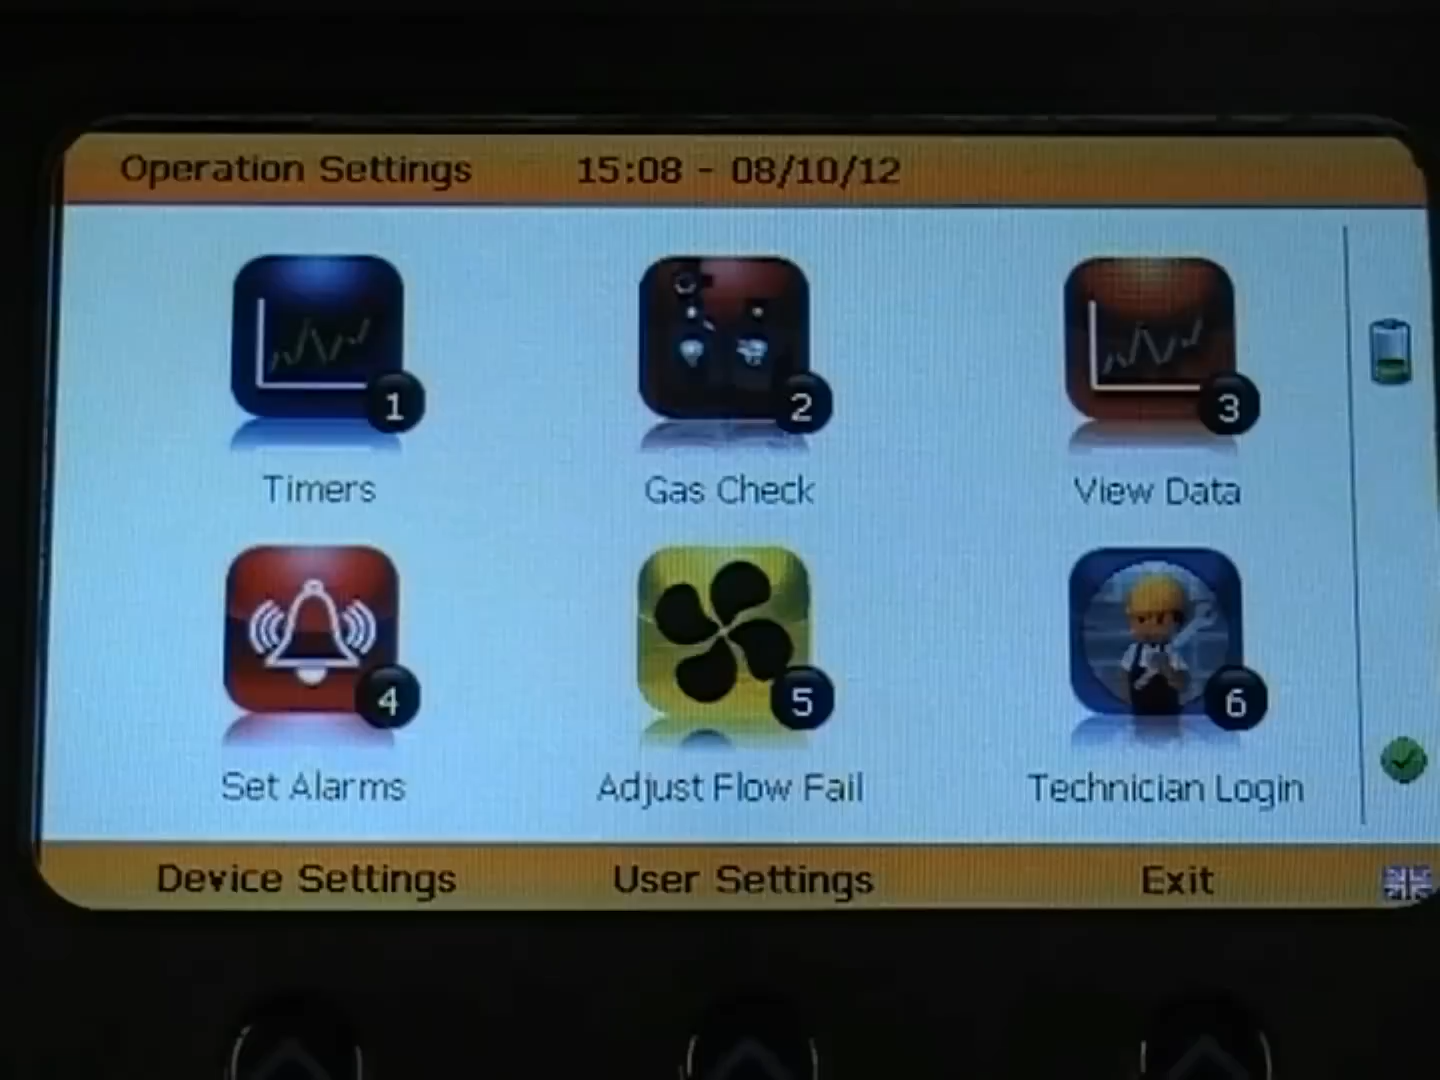 Operation Settings 15:08 - 08/10/12
1 2 3
Timers Gas Check View Data
4 5 6
Set Alarms Adjust Flow Fail Technician Login
Device Settings User Settings Exit